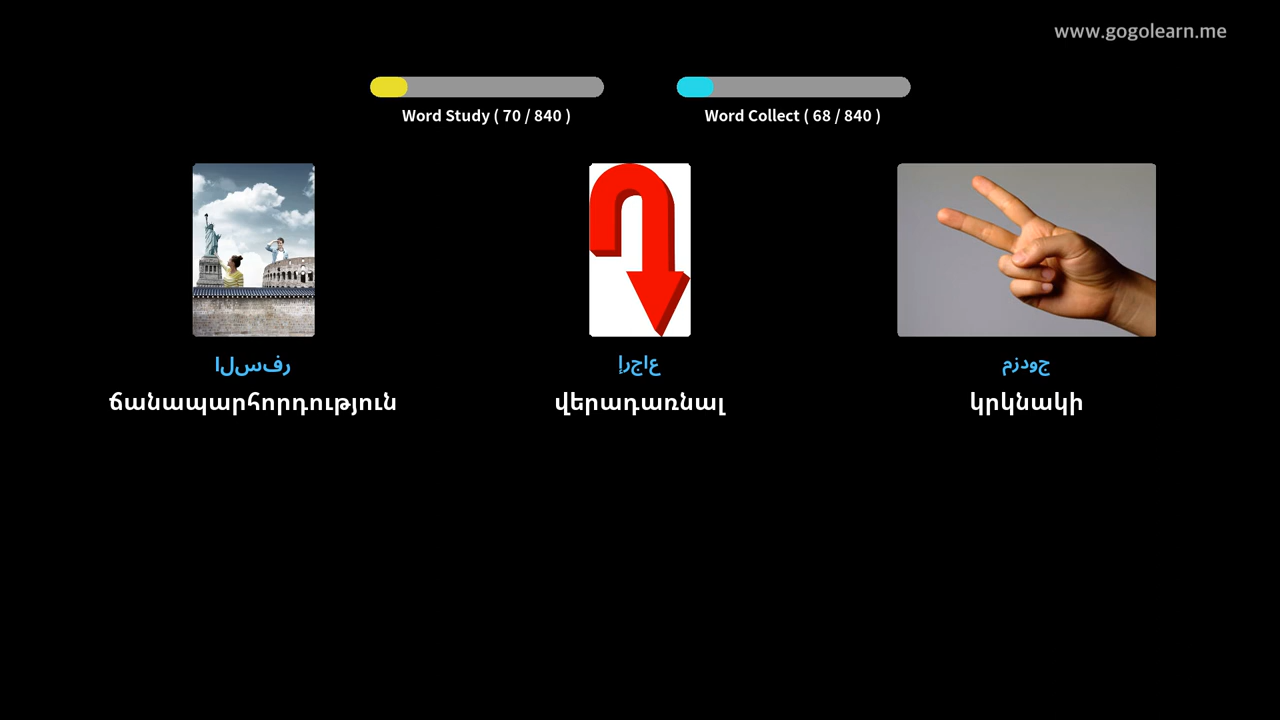 www.gogolearn.me
Word Study ( 70 / 840 )
Word Collect ( 68 / 840 )
السفر
إرجاع
مزدوج
ճանապարհորդություն
վերադառնալ
կրկնակի